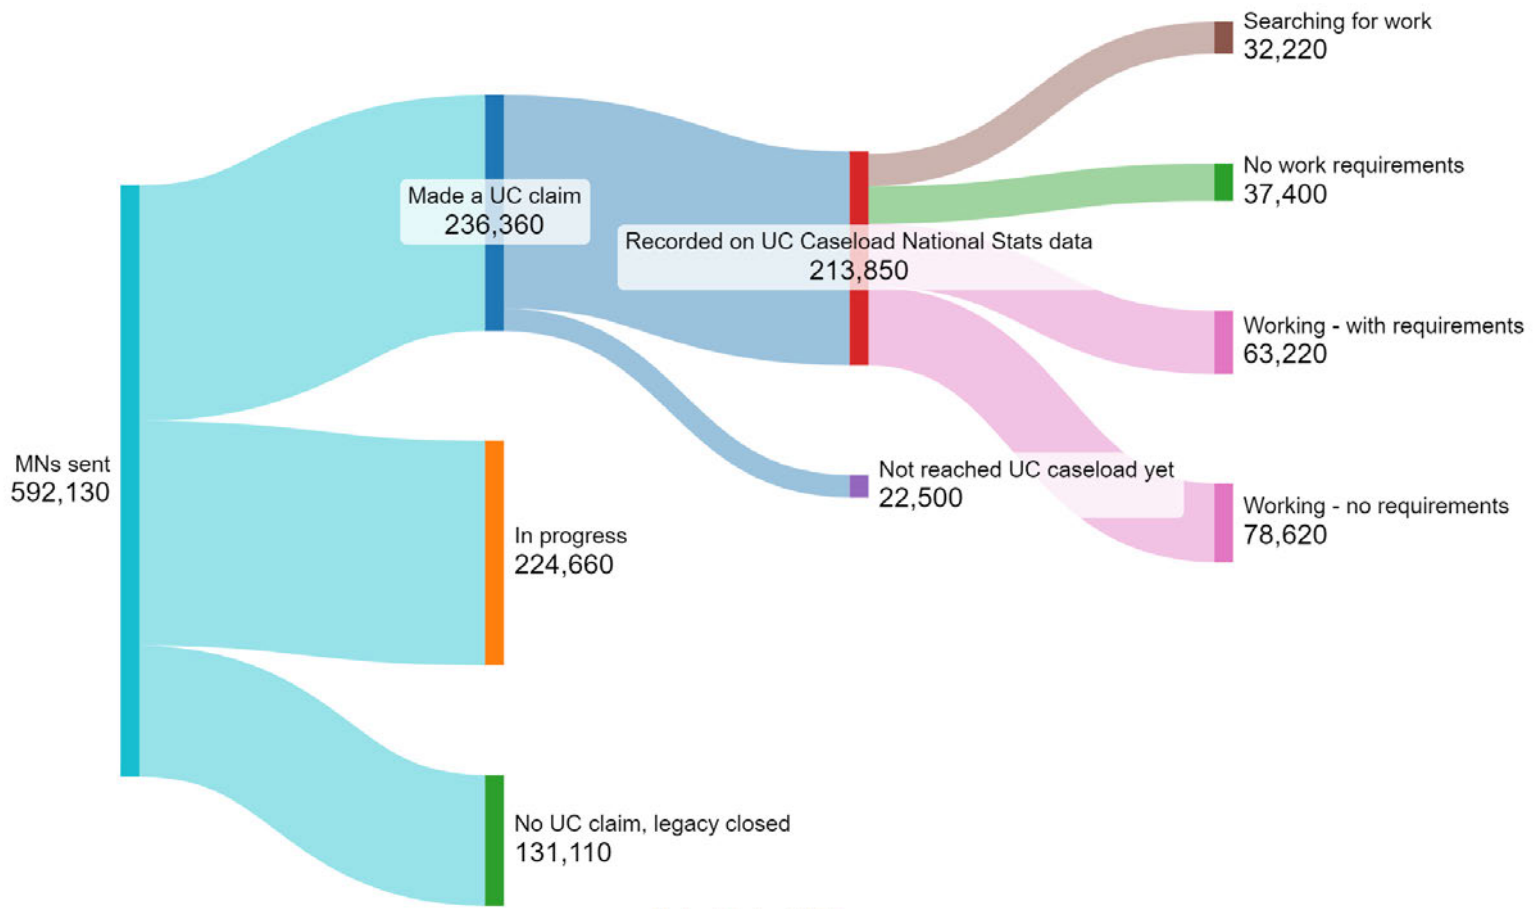 Searching for work
32,220
No work requirements
37,400
Made a UC claim
236,360
Recorded on UC Caseload National Stats data
213,850
Working - with requirements
63,220
MNs sent
592,130
Not reached UC caseload yet
22,500
Working - no requirements
78,620
In progress
224,660
No UC claim, legacy closed
131,110